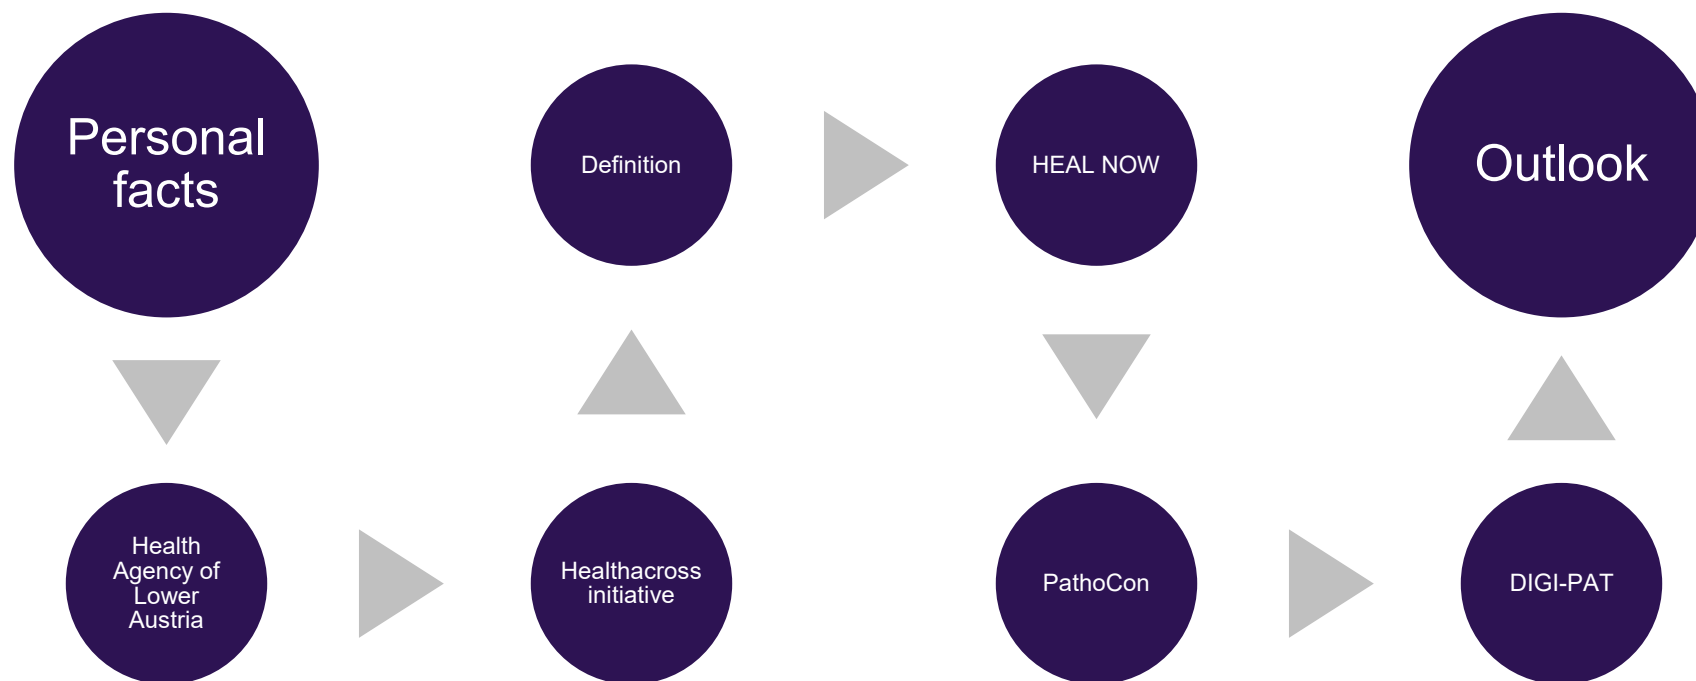 Personal
facts
Health
Agency of
Lower
Austria
Healthacross
initiative
Definition
HEAL NOW
PathoCon
DIGI-PAT
Outlook